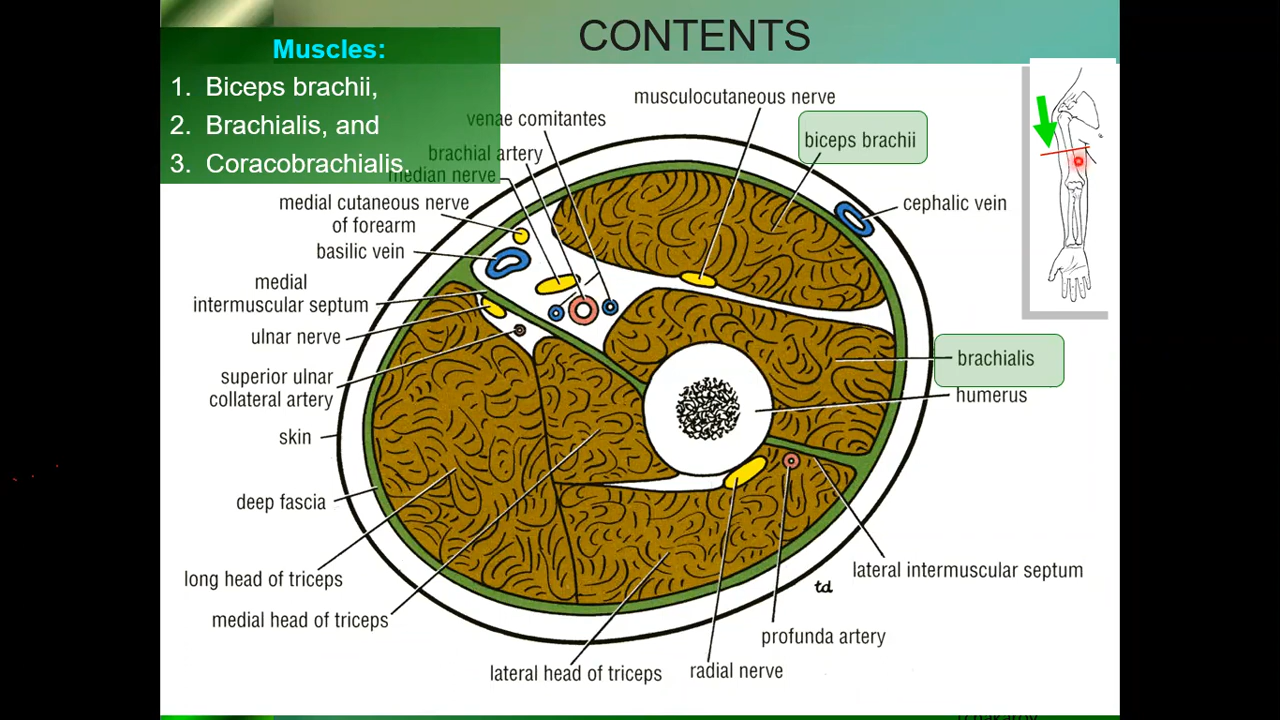 CONTENTS
Muscles:
1. Biceps brachii,
2. Brachialis, and
3. Coracobrachialis.
musculocutaneous nerve
venae comitantes
biceps brachii
brachial artery
median nerve
medial cutaneous nerve
of forearm
cephalic vein
basilic vein
medial
intermuscular septum
ulnar nerve
brachialis
superior ulnar
collateral artery
humerus
skin
deep fascia
long head of triceps
lateral intermuscular septum
td
medial head of triceps
profunda artery
lateral head of triceps
radial nerve